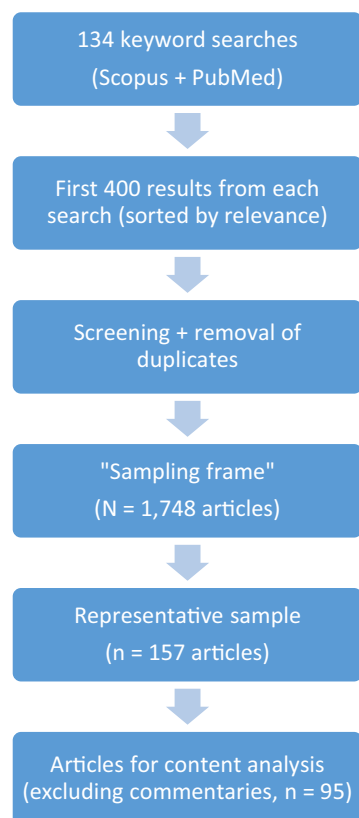 134 keyword searches
(Scopus + PubMed)
First 400 results from each
search (sorted by relevance)
Screening + removal of
duplicates
"Sampling frame"
(N = 1,748 articles)
Representative sample
(n = 157 articles)
Articles for content analysis
(excluding commentaries, n = 95)